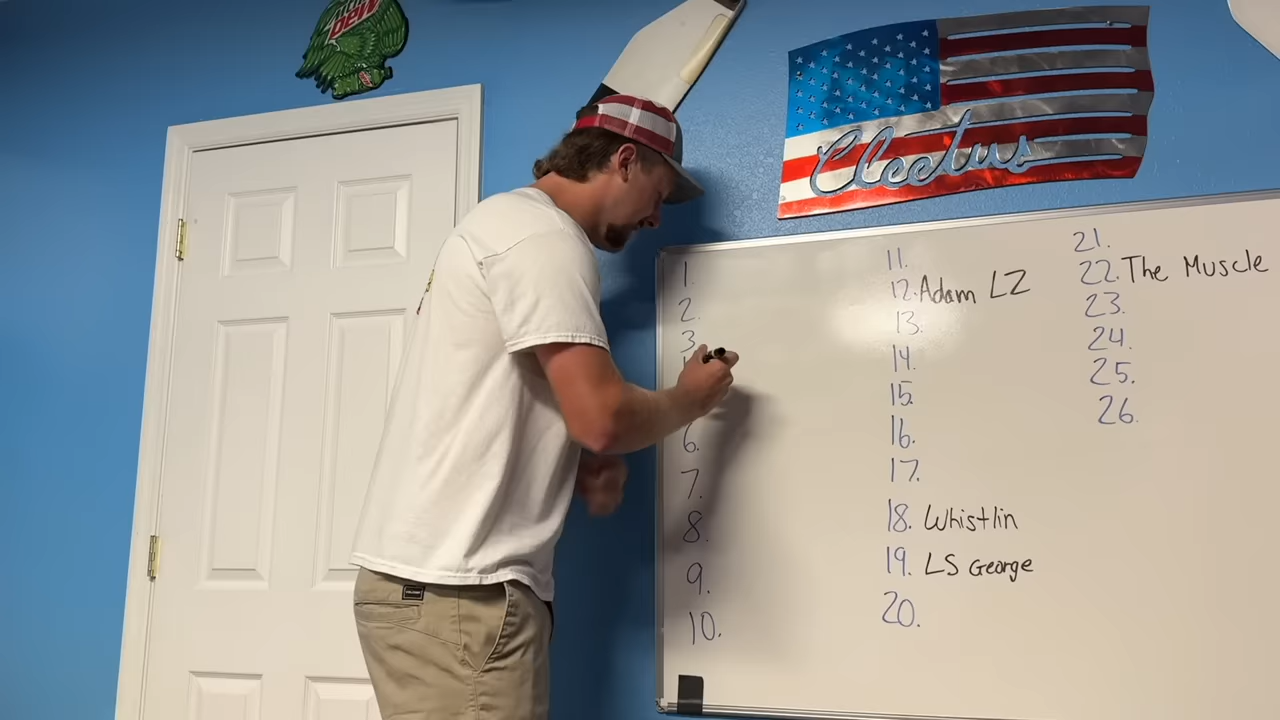 Mtn
Dew
Cleetus
1.
2.
3.
6.
7.
8.
9.
10.
11.
12. Adam LZ
13.
14.
15.
16.
17.
18. Whistlin
19. LS George
20.
21.
22. The Muscle
23.
24.
25.
26.